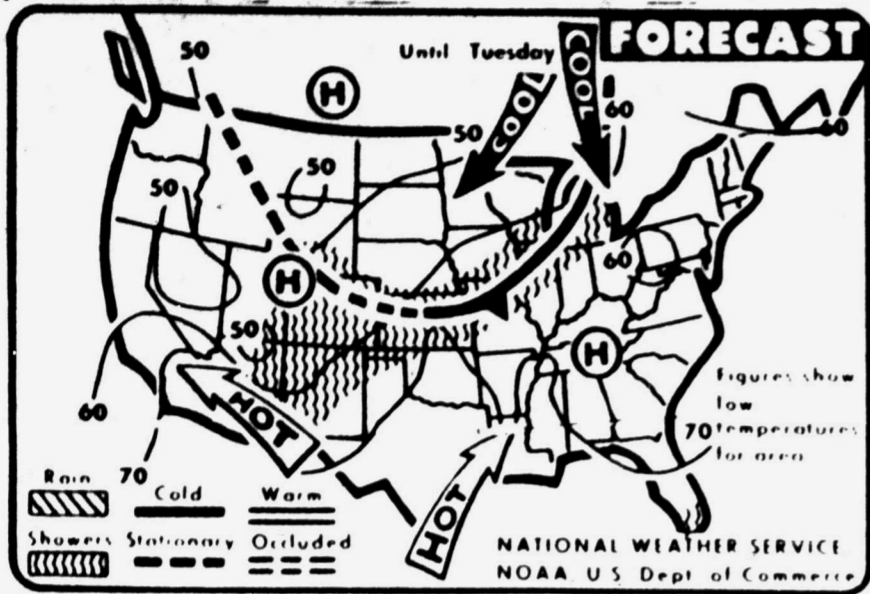 FORECAST
Until Tuesday
COOL
COOL
50
H
60
50
60
50
50
60
H
50
H
60
70
HOT
HOT
70
Figures show
low
temperatures
for area
Rain
Cold
Warm
Showers
Stationary
Occluded
NATIONAL WEATHER SERVICE
NOAA U S Dept of Commerce